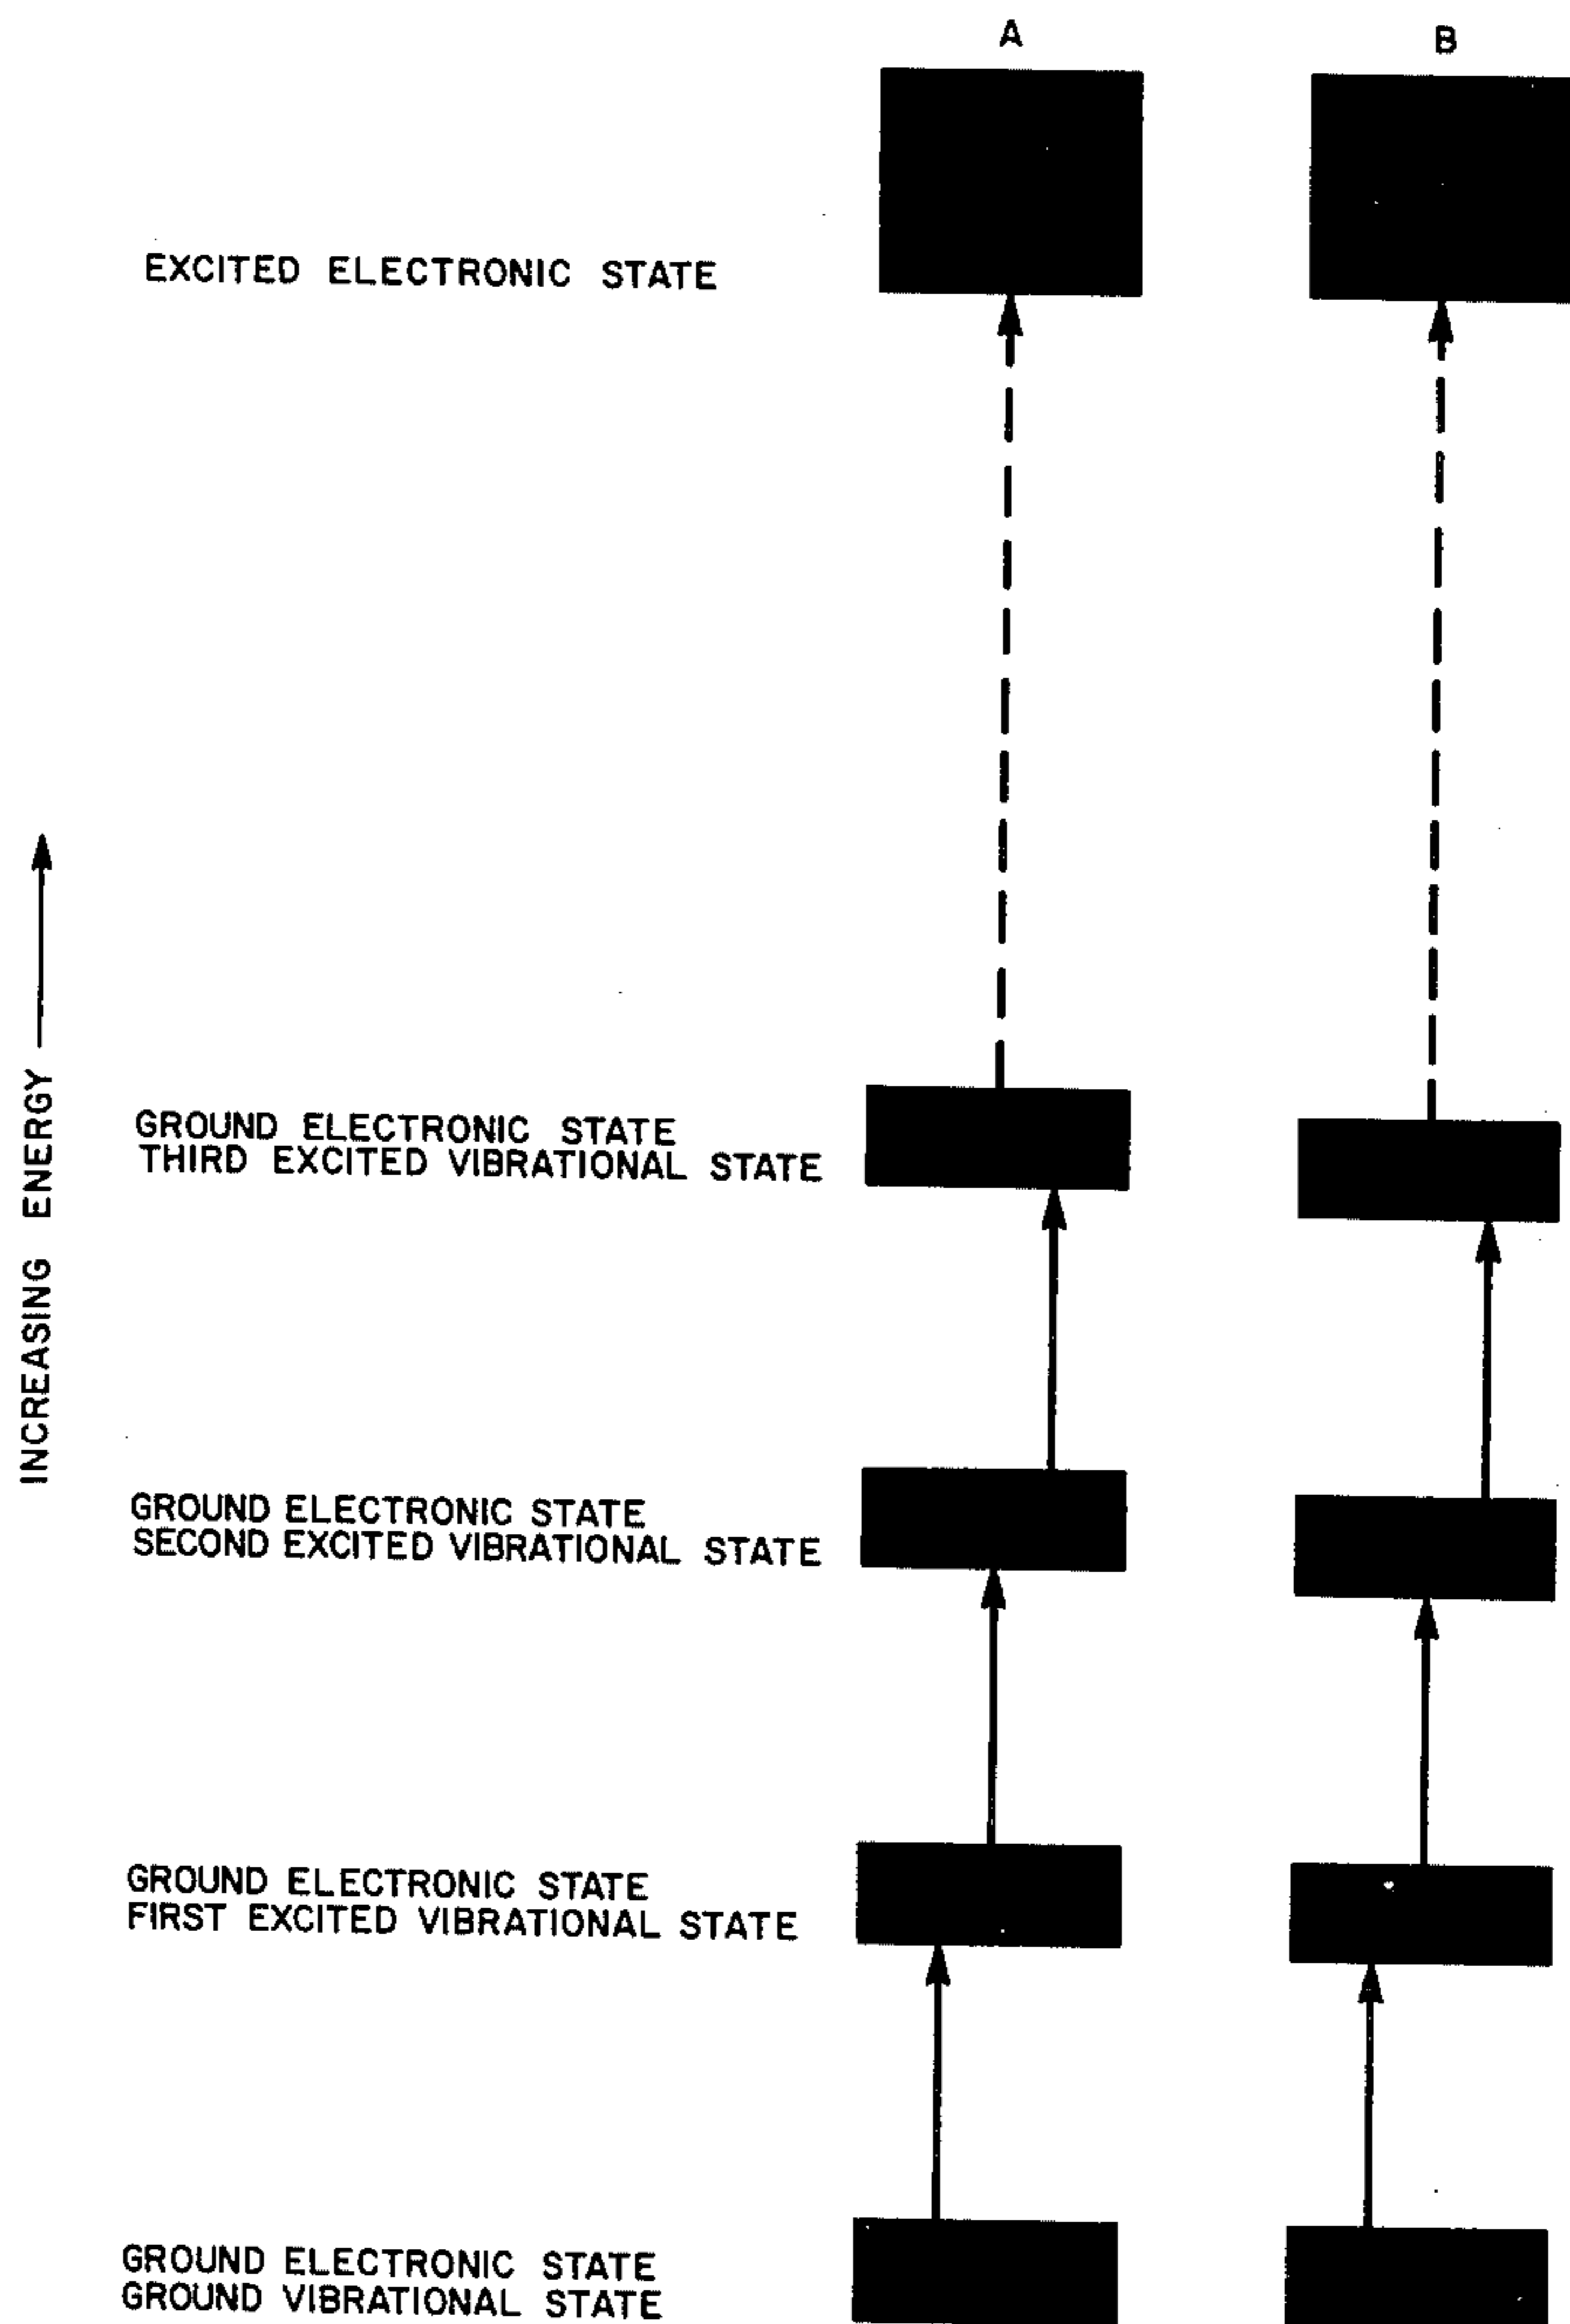 A
B
EXCITED ELECTRONIC STATE
GROUND ELECTRONIC STATE
THIRD EXCITED VIBRATIONAL STATE
INCREASING ENERGY
GROUND ELECTRONIC STATE
SECOND EXCITED VIBRATIONAL STATE
GROUND ELECTRONIC STATE
FIRST EXCITED VIBRATIONAL STATE
GROUND ELECTRONIC STATE
GROUND VIBRATIONAL STATE